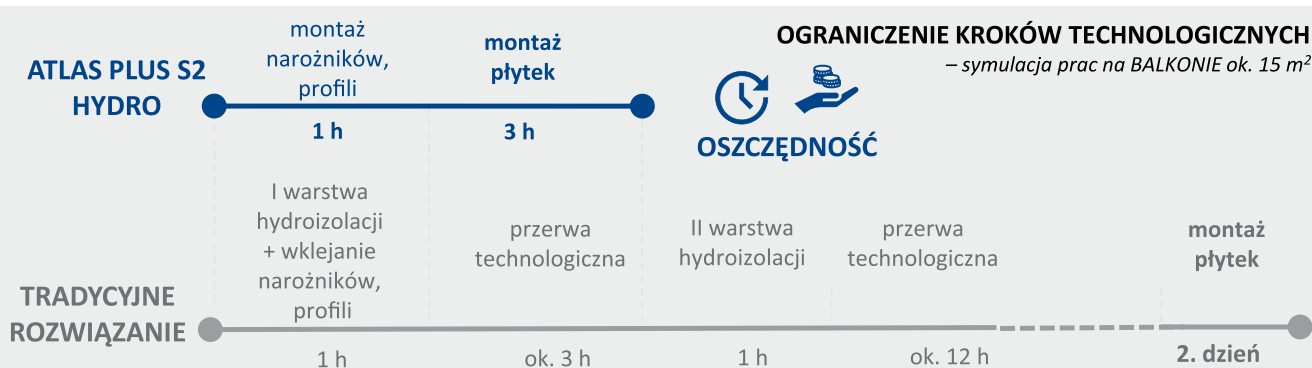 OGRANICZENIE KROKÓW TECHNOLOGICZNYCH
– symulacja prac na BALKONIE ok. 15 m²
ATLAS PLUS S2
HYDRO
montaż
narożników,
profili
1 h
montaż
płytek
3 h
OSZCZĘDNOŚĆ
TRADYCYJNE
ROZWIĄZANIE
I warstwa
hydroizolacji
+ wklejanie
narożników,
profili
1 h
przerwa
technologiczna
ok. 3 h
II warstwa
hydroizolacji
1 h
przerwa
technologiczna
ok. 12 h
montaż
płytek
2. dzień